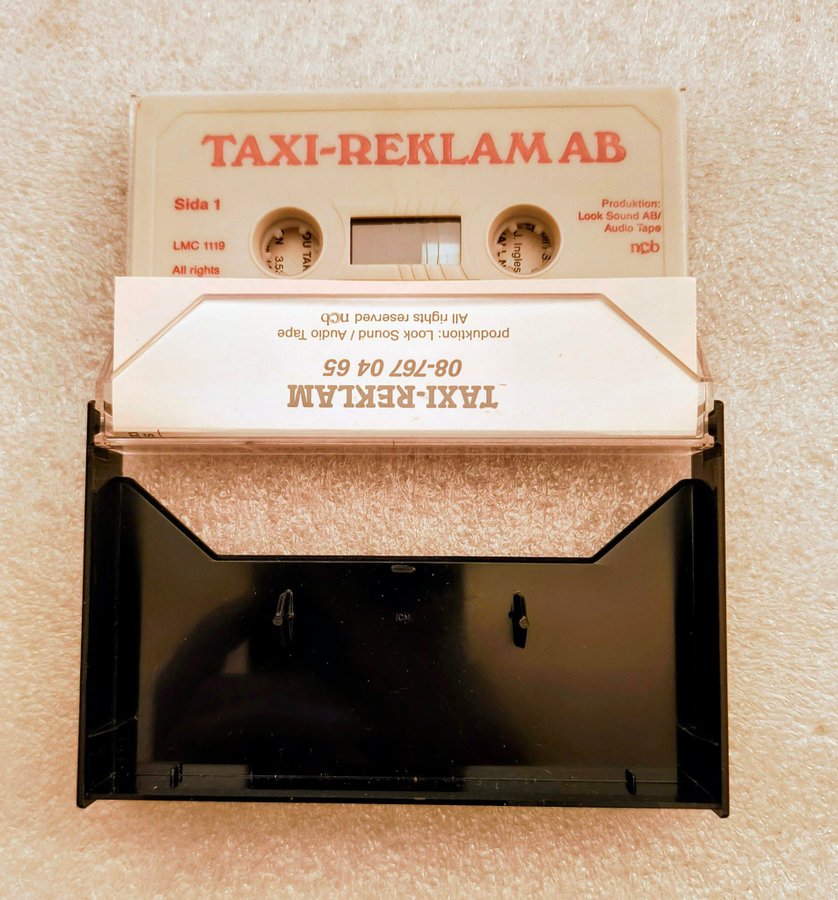 TAXI-REKLAM AB
Sida 1
LMC 1119
All rights
Produktion:
Look Sound AB/
Audio Tape
ncb
TAXI-REKLAM
08-767 04 65
produktion: Look Sound / Audio Tape
All rights reserved ncb